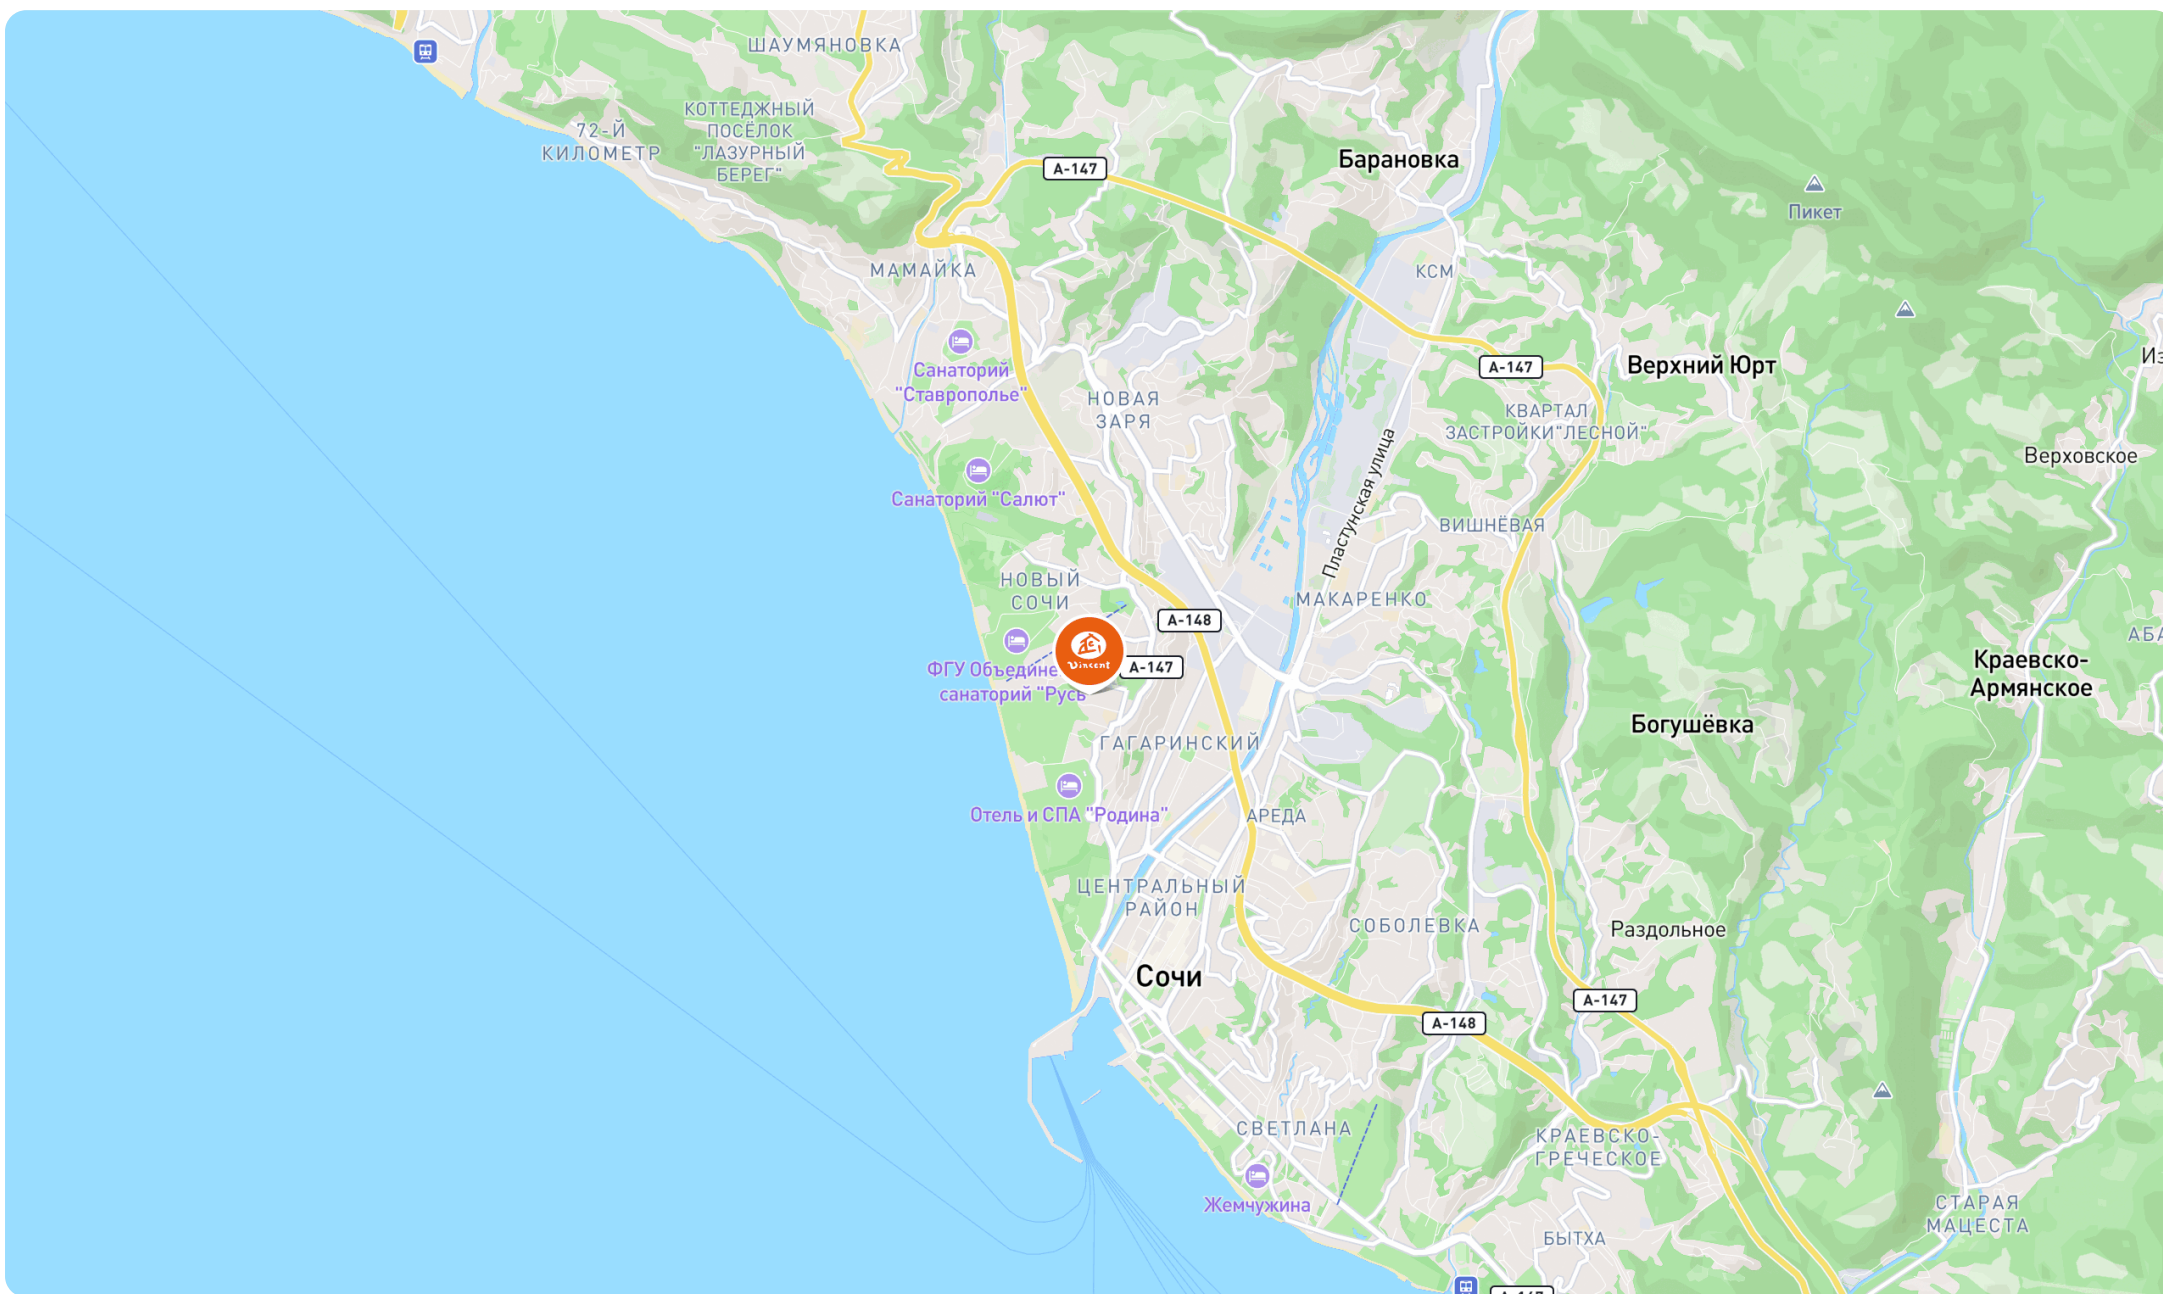 ШАУМЯНОВКА
КОТТЕДЖНЫЙ
ПОСЁЛОК
"ЛАЗУРНЫЙ
БЕРЕГ"
72-Й
КИЛОМЕТР
А-147
Барановка
Пикет
МАМАЙКА
КСМ
Санаторий
"Ставрополье"
НОВАЯ
ЗАРЯ
А-147
Верхний Юрт
КВАРТАЛ
ЗАСТРОЙКИ"ЛЕСНОЙ"
Из
Верховское
Пластунская улица
Санаторий "Салют"
ВИШНЁВАЯ
НОВЫЙ
СОЧИ
МАКАРЕНКО
А-148
АБА
Vincent
А-147
ФГУ Объедине
санаторий "Русь
Краевско-
Армянское
Богушёвка
ГАГАРИНСКИЙ
Отель и СПА "Родина"
АРЕДА
ЦЕНТРАЛЬНЫЙ
РАЙОН
СОБОЛЕВКА
Раздольное
Сочи
А-147
А-148
СВЕТЛАНА
КРАЕВСКО-
ГРЕЧЕСКОЕ
Жемчужина
СТАРАЯ
МАЦЕСТА
БЫТХА
А-147